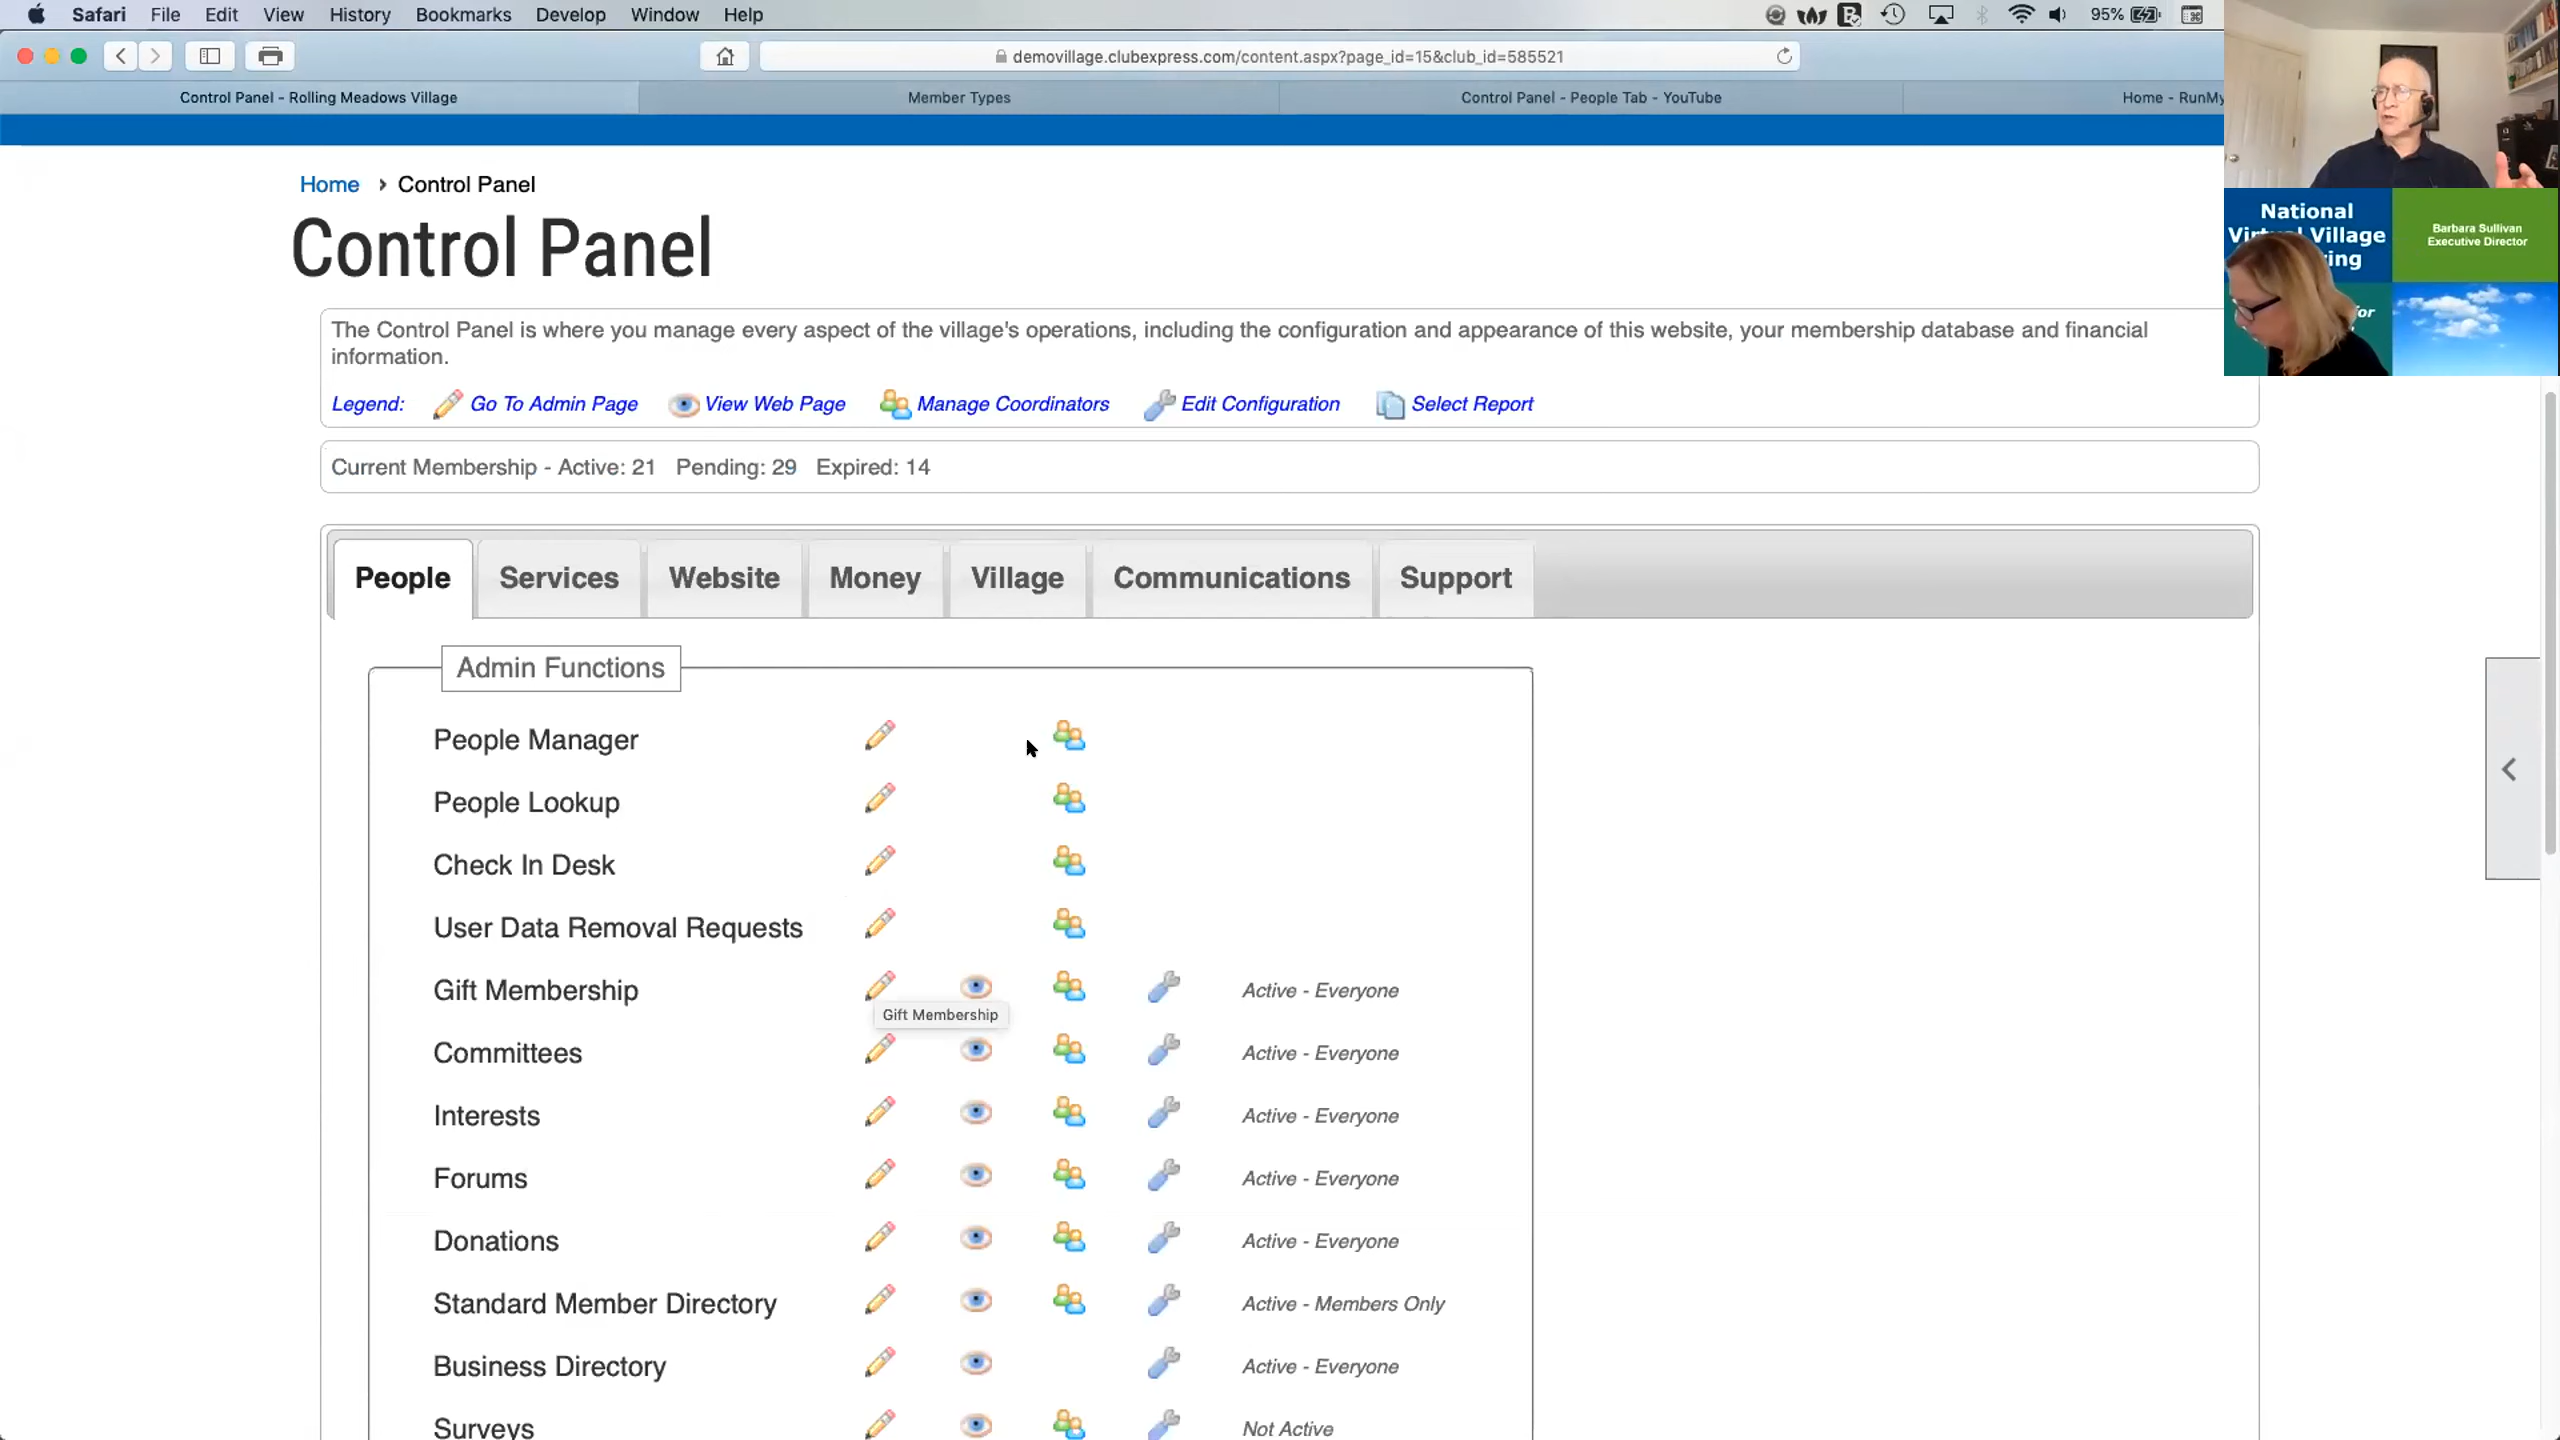 Safari File Edit View History Bookmarks Develop Window Help 95%
demovillage.clubexpress.com/content.aspx?page_id=15&club_id=585521
Control Panel - Rolling Meadows Village Member Types Control Panel - People Tab - YouTube Home - RunMy
National
Village
ing
Barbara Sullivan
Executive Director
for
Home › Control Panel
Control Panel
The Control Panel is where you manage every aspect of the village's operations, including the configuration and appearance of this website, your membership database and financial
information.
Legend: Go To Admin Page View Web Page Manage Coordinators Edit Configuration Select Report
Current Membership - Active: 21 Pending: 29 Expired: 14
People Services Website Money Village Communications Support
Admin Functions
People Manager
People Lookup
Check In Desk
User Data Removal Requests
Gift Membership Active - Everyone
Gift Membership
Committees Active - Everyone
Interests Active - Everyone
Forums Active - Everyone
Donations Active - Everyone
Standard Member Directory Active - Members Only
Business Directory Active - Everyone
Surveys Not Active